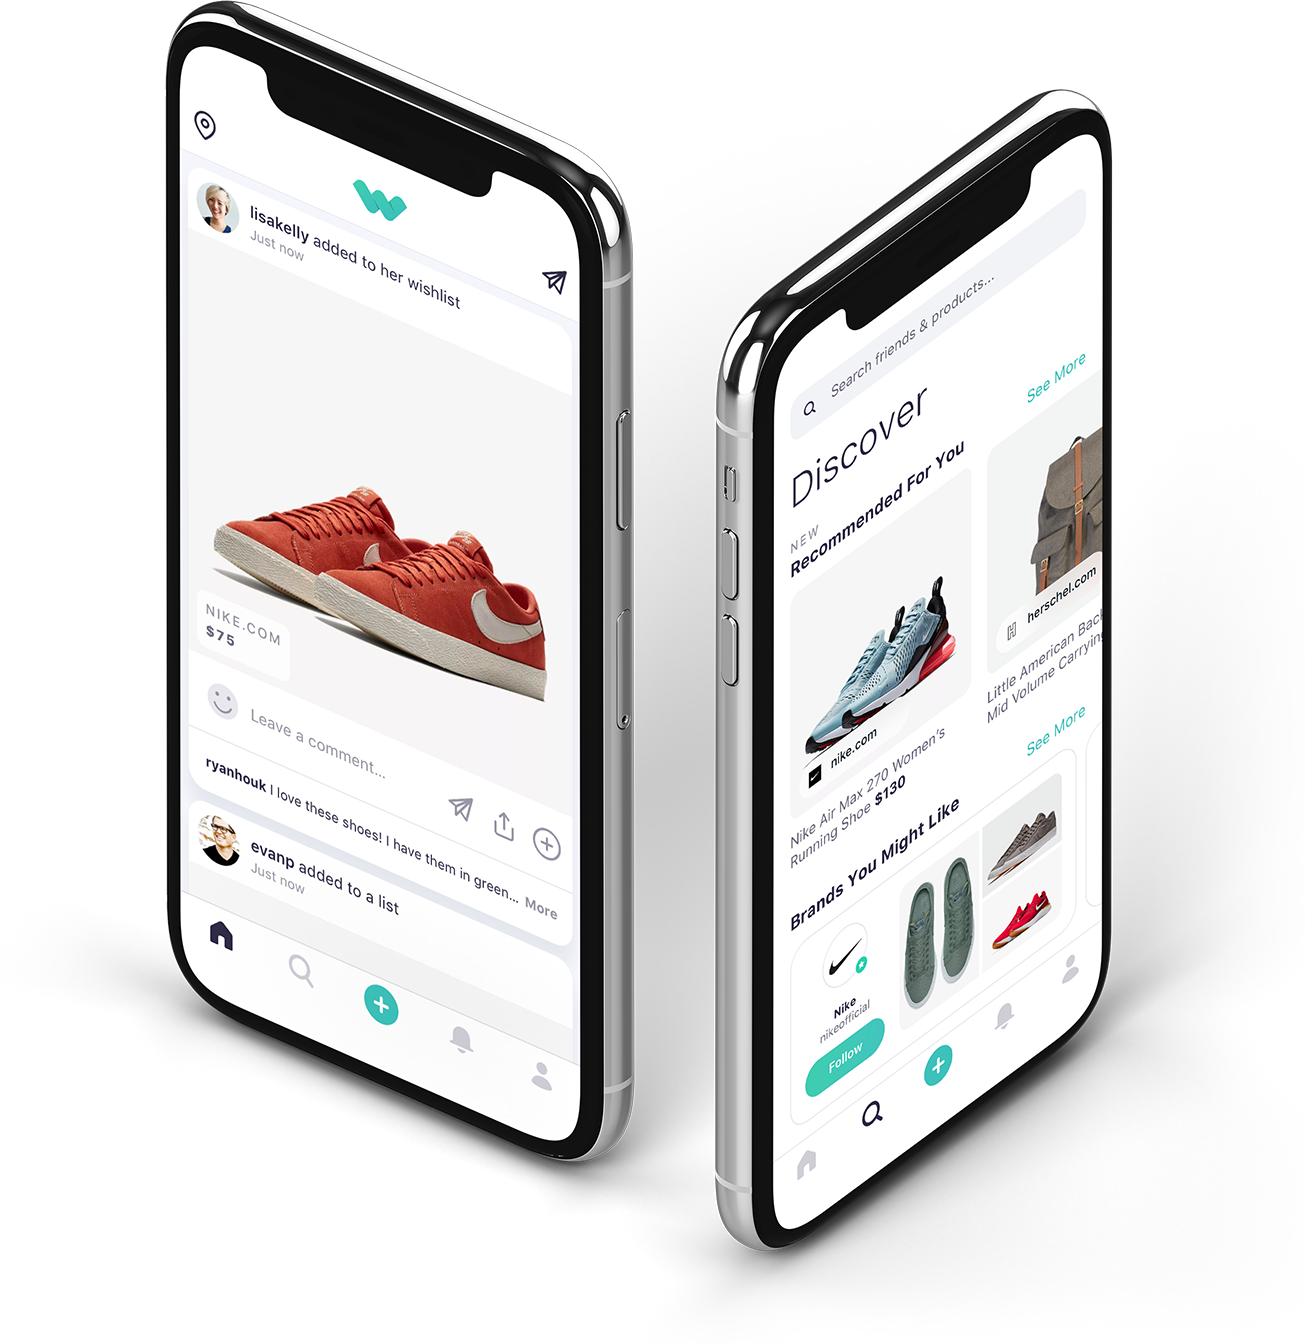 lisakelly added to her wishlist
Just now
NIKE.COM
$75
Leave a comment...
ryanhouk I love these shoes! I have them in green... More
evanp added to a list
Just now
Search friends & products...
Discover
See More
NEW
Recommended For You
nike.com
Nike Air Max 270 Women's
Running Shoe $130
herschel.com
Little American Back
Mid Volume Carrying
Brands You Might Like
See More
Nike
nikeofficial
Follow